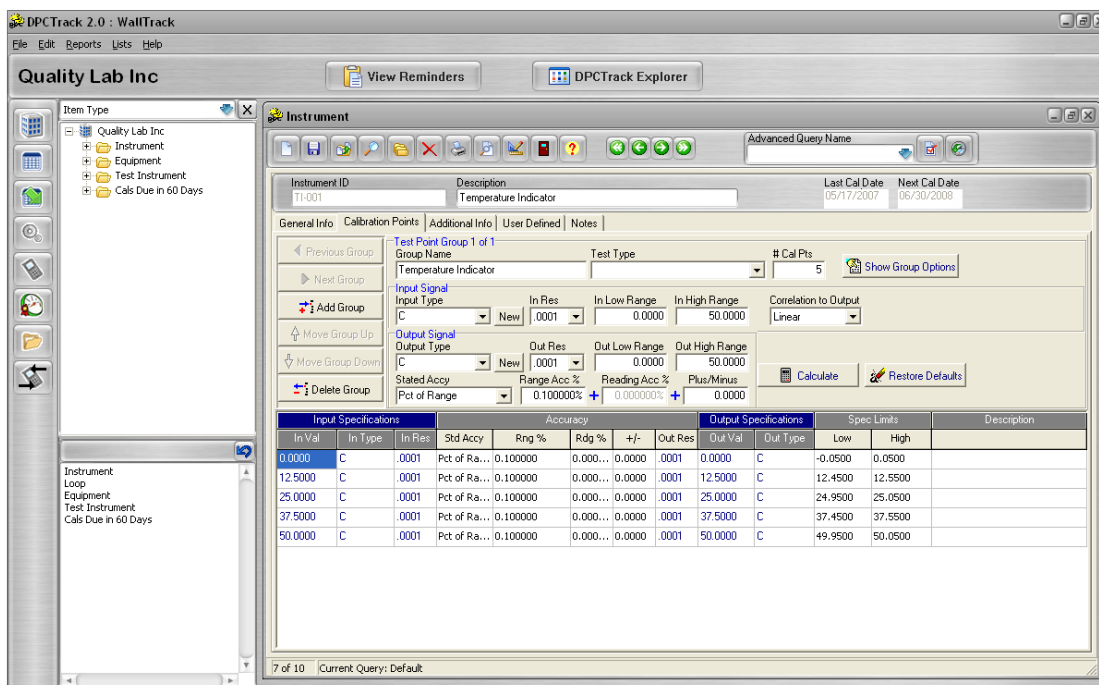 DPCTrack 2.0 : WallTrack
File Edit Reports Lists Help
Quality Lab Inc
View Reminders
DPCTrack Explorer
Item Type
Quality Lab Inc
Instrument
Equipment
Test Instrument
Cals Due in 60 Days
Instrument
Loop
Equipment
Test Instrument
Cals Due in 60 Days
Instrument
Advanced Query Name
Instrument ID Description Last Cal Date Next Cal Date
TI-001 Temperature Indicator 05/17/2007 06/30/2008
General Info Calibration Points Additional Info User Defined Notes
Previous Group
Next Group
Add Group
Move Group Up
Move Group Down
Delete Group
Test Point Group 1 of 1
Group Name Test Type # Cal Pts
Temperature Indicator 5 Show Group Options
Input Signal
Input Type In Res In Low Range In High Range Correlation to Output
C New .0001 0.0000 50.0000 Linear
Output Signal
Output Type Out Res Out Low Range Out High Range
C New .0001 0.0000 50.0000
Stated Accy Range Acc % Reading Acc % Plus/Minus
Pct of Range 0.100000% + 0.000000% + 0.0000
Calculate Restore Defaults
Input Specifications Accuracy Output Specifications Spec Limits Description
In Val In Type In Res Std Accy Rng % Rdg % +/- Out Res Out Val Out Type Low High
0.0000 C .0001 Pct of Ra... 0.100000 0.000... 0.0000 .0001 0.0000 C -0.0500 0.0500
12.5000 C .0001 Pct of Ra... 0.100000 0.000... 0.0000 .0001 12.5000 C 12.4500 12.5500
25.0000 C .0001 Pct of Ra... 0.100000 0.000... 0.0000 .0001 25.0000 C 24.9500 25.0500
37.5000 C .0001 Pct of Ra... 0.100000 0.000... 0.0000 .0001 37.5000 C 37.4500 37.5500
50.0000 C .0001 Pct of Ra... 0.100000 0.000... 0.0000 .0001 50.0000 C 49.9500 50.0500
7 of 10 Current Query: Default